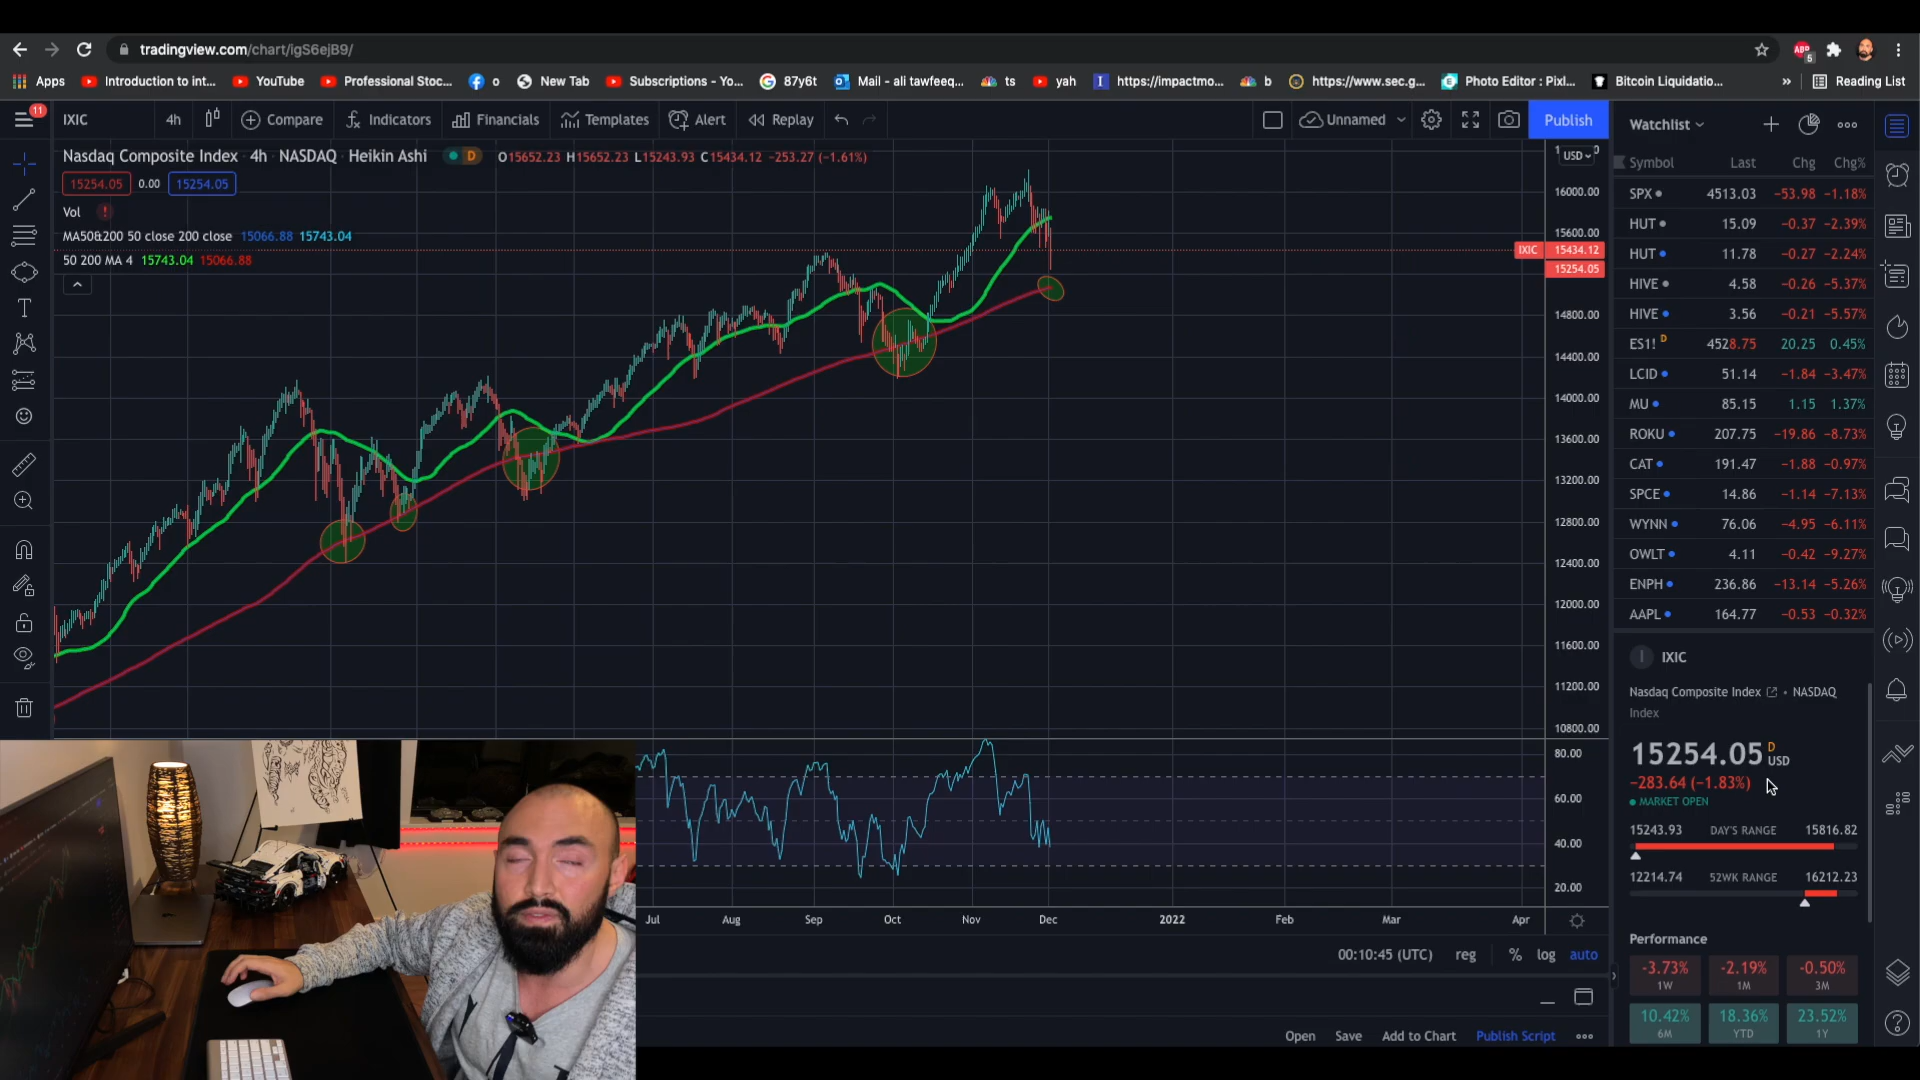 tradingview.com/chart/igS6ejB9/
ABP 5
Apps Introduction to int... YouTube Professional Stoc... o New Tab Subscriptions - Yo... 87y6t Mail - ali tawfeeq... ts yah https://impactmo... b https://www.sec.g... Photo Editor : Pixl... Bitcoin Liquidatio... » Reading List
11 IXIC 4h Compare Indicators Financials Templates Alert Replay Unnamed Publish
Watchlist
Nasdaq Composite Index · 4h · NASDAQ · Heikin Ashi D O15652.23 H15652.23 L15243.93 C15434.12 −253.27 (−1.61%)
15254.05 0.00 15254.05
Vol
MA50&200 50 close 200 close 15066.88 15743.04
50 200 MA 4 15743.04 15066.88
USD
16000.00
15600.00
IXIC 15434.12
15254.05
14800.00
14400.00
14000.00
13600.00
13200.00
12800.00
12400.00
12000.00
11600.00
11200.00
10800.00
80.00
60.00
40.00
20.00
Jul Aug Sep Oct Nov Dec 2022 Feb Mar Apr
00:10:45 (UTC) reg % log auto
Open Save Add to Chart Publish Script
Symbol Last Chg Chg%
SPX 4513.03 −53.98 −1.18%
HUT 15.09 −0.37 −2.39%
HUT 11.78 −0.27 −2.24%
HIVE 4.58 −0.26 −5.37%
HIVE 3.56 −0.21 −5.57%
ES1! D 4528.75 20.25 0.45%
LCID 51.14 −1.84 −3.47%
MU 85.15 1.15 1.37%
ROKU 207.75 −19.86 −8.73%
CAT 191.47 −1.88 −0.97%
SPCE 14.86 −1.14 −7.13%
WYNN 76.06 −4.95 −6.11%
OWLT 4.11 −0.42 −9.27%
ENPH 236.86 −13.14 −5.26%
AAPL 164.77 −0.53 −0.32%
I IXIC
Nasdaq Composite Index • NASDAQ
Index
15254.05 D USD
−283.64 (−1.83%)
MARKET OPEN
15243.93 DAY'S RANGE 15816.82
12214.74 52WK RANGE 16212.23
Performance
-3.73% -2.19% -0.50%
1W 1M 3M
10.42% 18.36% 23.52%
6M YTD 1Y